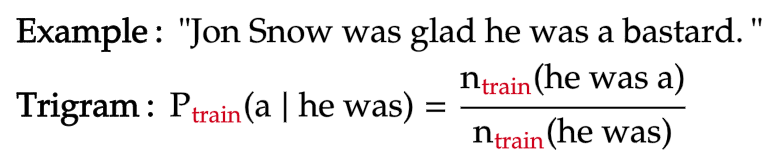 Example : "Jon Snow was glad he was a bastard. "
Trigram : P_train(a | he was) = n_train(he was a) / n_train(he was)